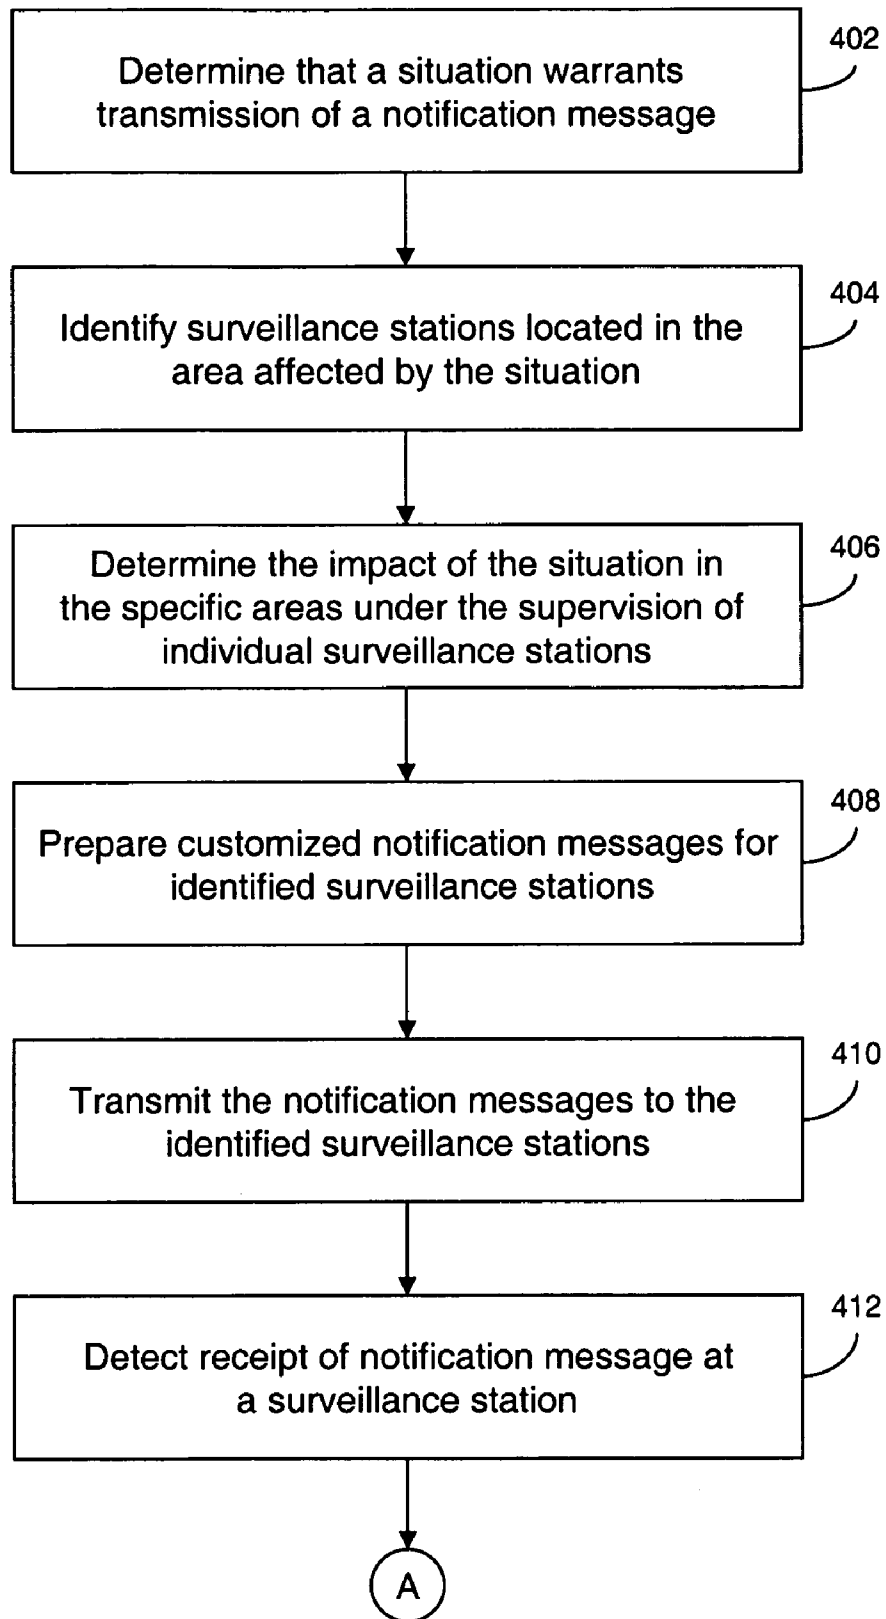 402
Determine that a situation warrants
transmission of a notification message
404
Identify surveillance stations located in the
area affected by the situation
406
Determine the impact of the situation in
the specific areas under the supervision of
individual surveillance stations
408
Prepare customized notification messages for
identified surveillance stations
410
Transmit the notification messages to the
identified surveillance stations
412
Detect receipt of notification message at
a surveillance station
A